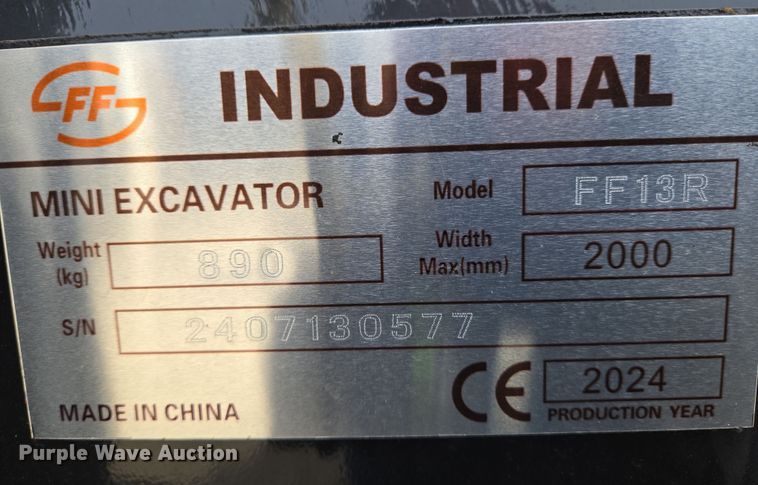 FF INDUSTRIAL
MINI EXCAVATOR Model FF13R
Weight (kg) 890 Width Max(mm) 2000
S/N 2407130577
CE 2024
MADE IN CHINA PRODUCTION YEAR
Purple Wave Auction